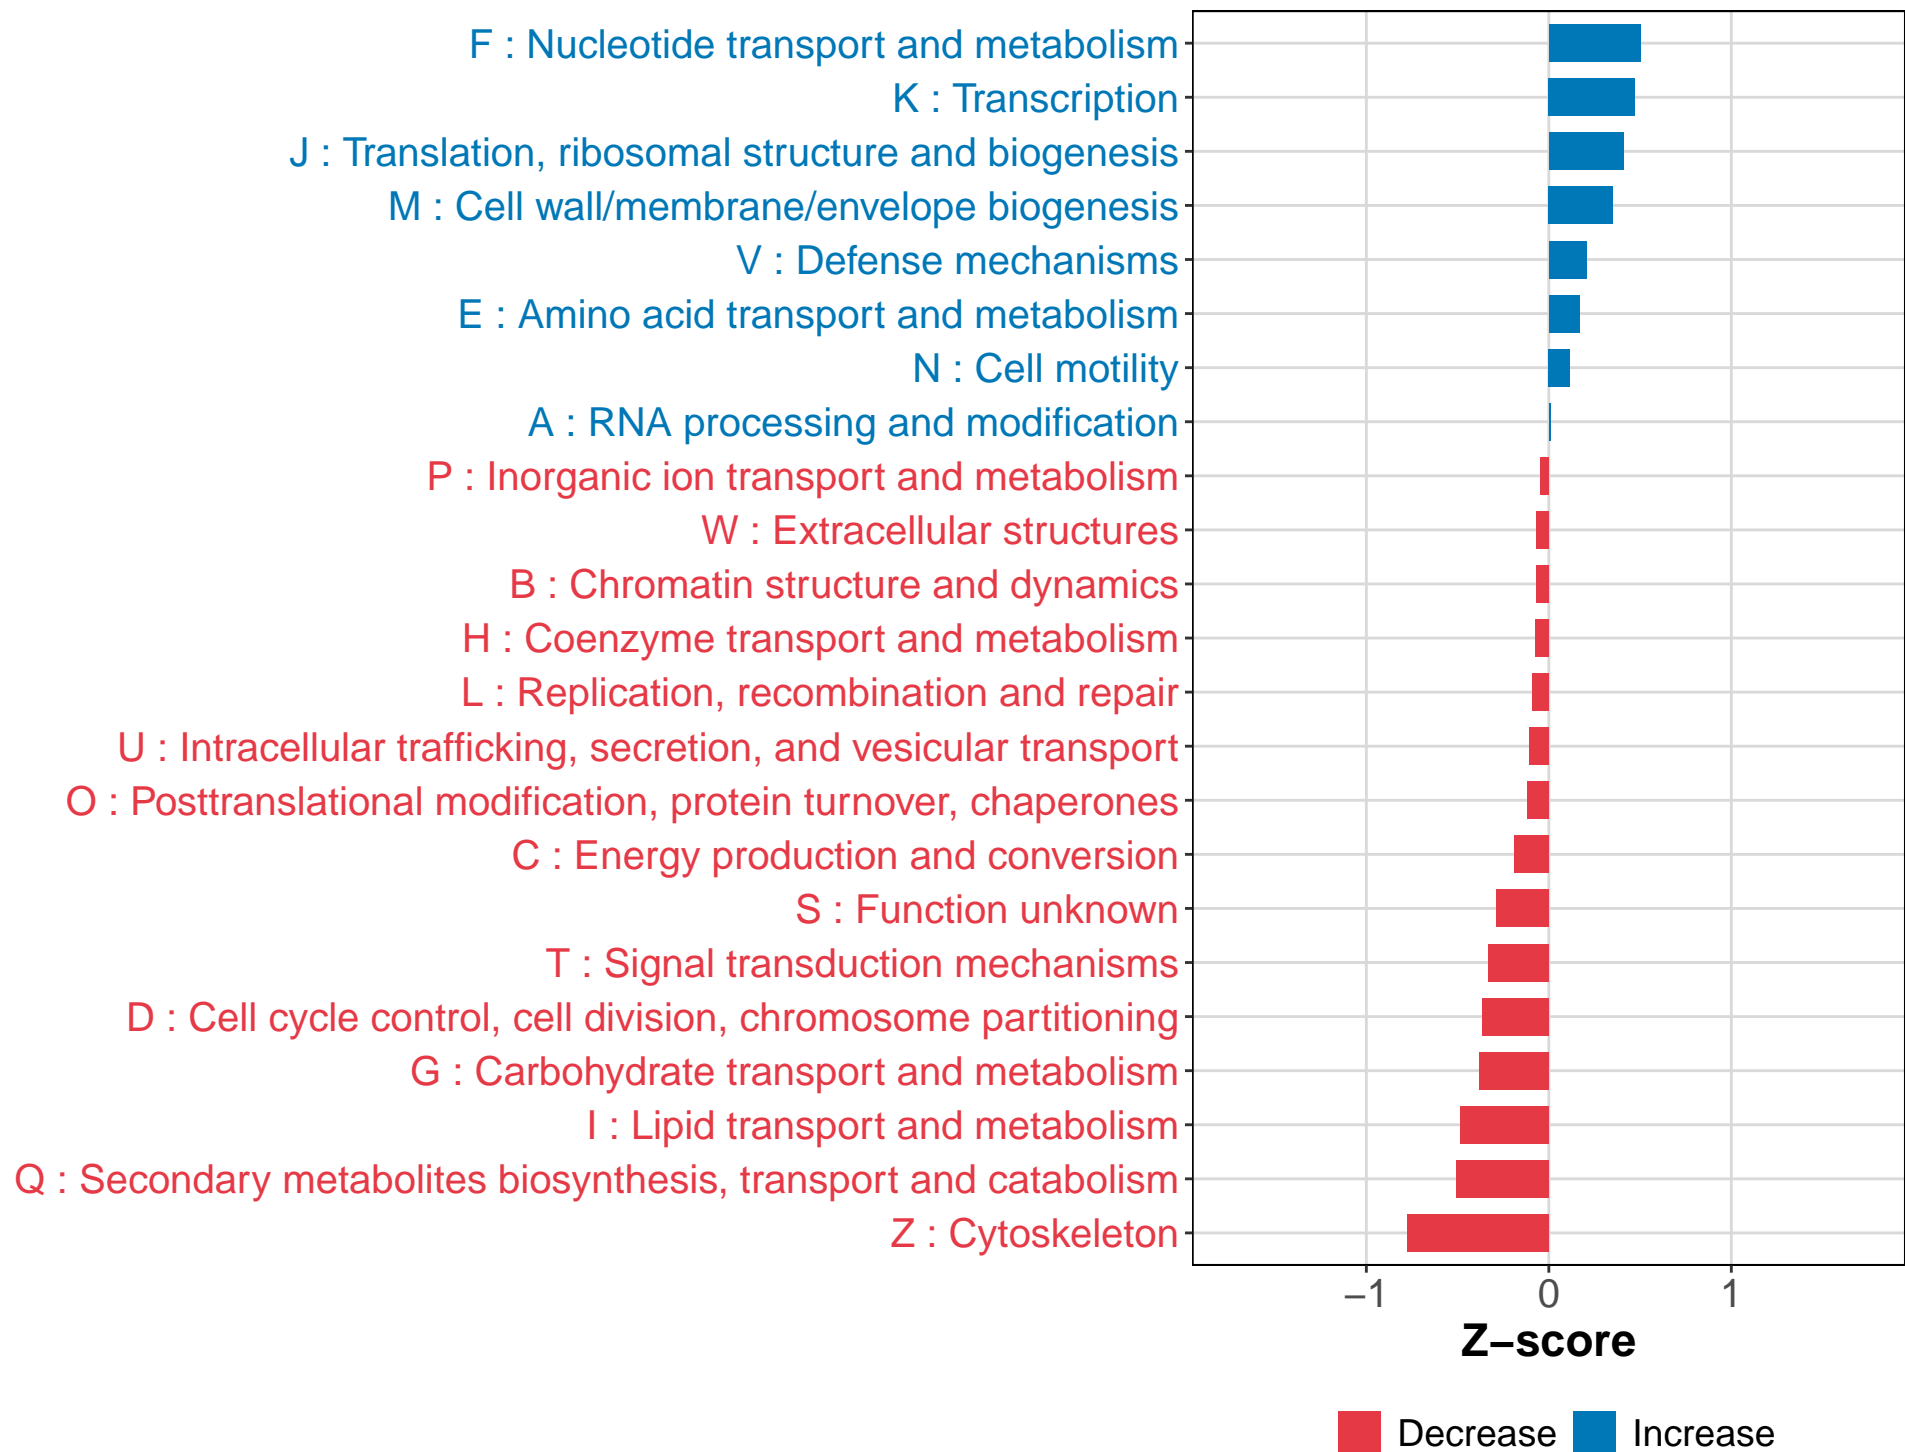 F : Nucleotide transport and metabolism
K : Transcription
J : Translation, ribosomal structure and biogenesis
M : Cell wall/membrane/envelope biogenesis
V : Defense mechanisms
E : Amino acid transport and metabolism
N : Cell motility
A : RNA processing and modification
P : Inorganic ion transport and metabolism
W : Extracellular structures
B : Chromatin structure and dynamics
H : Coenzyme transport and metabolism
L : Replication, recombination and repair
U : Intracellular trafficking, secretion, and vesicular transport
O : Posttranslational modification, protein turnover, chaperones
C : Energy production and conversion
S : Function unknown
T : Signal transduction mechanisms
D : Cell cycle control, cell division, chromosome partitioning
G : Carbohydrate transport and metabolism
I : Lipid transport and metabolism
Q : Secondary metabolites biosynthesis, transport and catabolism
Z : Cytoskeleton
−1 0 1
Z−score
Decrease Increase